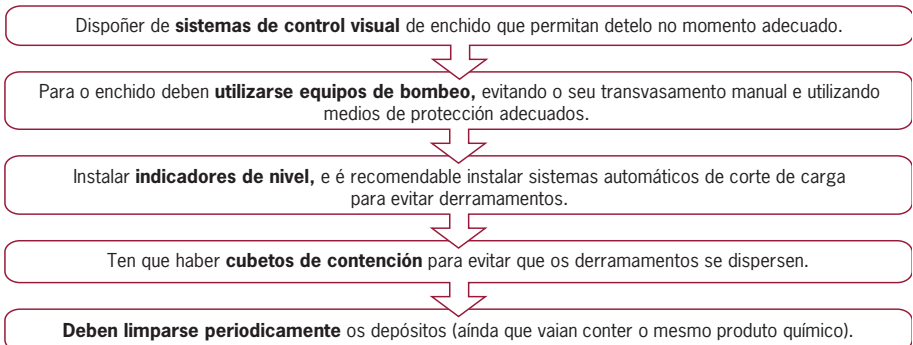 Dispoñer de sistemas de control visual de enchido que permitan detelo no momento adecuado.
Para o enchido deben utilizarse equipos de bombeo, evitando o seu transvasamento manual e utilizando
medios de protección adecuados.
Instalar indicadores de nivel, e é recomendable instalar sistemas automáticos de corte de carga
para evitar derramamentos.
Ten que haber cubetos de contención para evitar que os derramamentos se dispersen.
Deben limparse periodicamente os depósitos (aínda que vaian conter o mesmo produto químico).